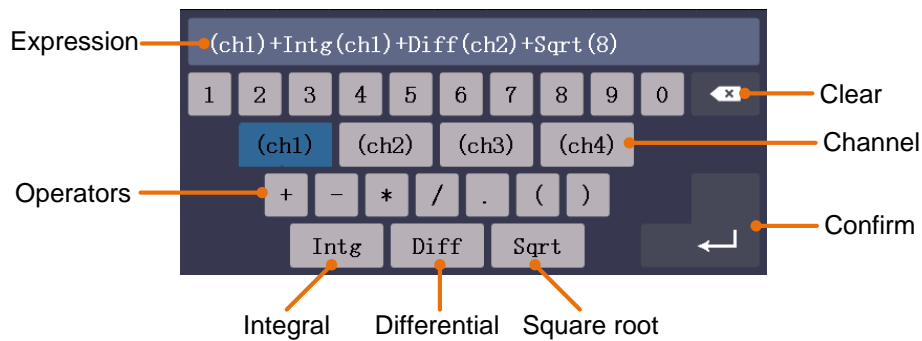 Expression
(ch1)+Intg(ch1)+Diff(ch2)+Sqrt(8)
1 2 3 4 5 6 7 8 9 0
Clear
(ch1) (ch2) (ch3) (ch4)
Channel
Operators
+ - * / . ( )
Confirm
Intg Diff Sqrt
Integral Differential Square root